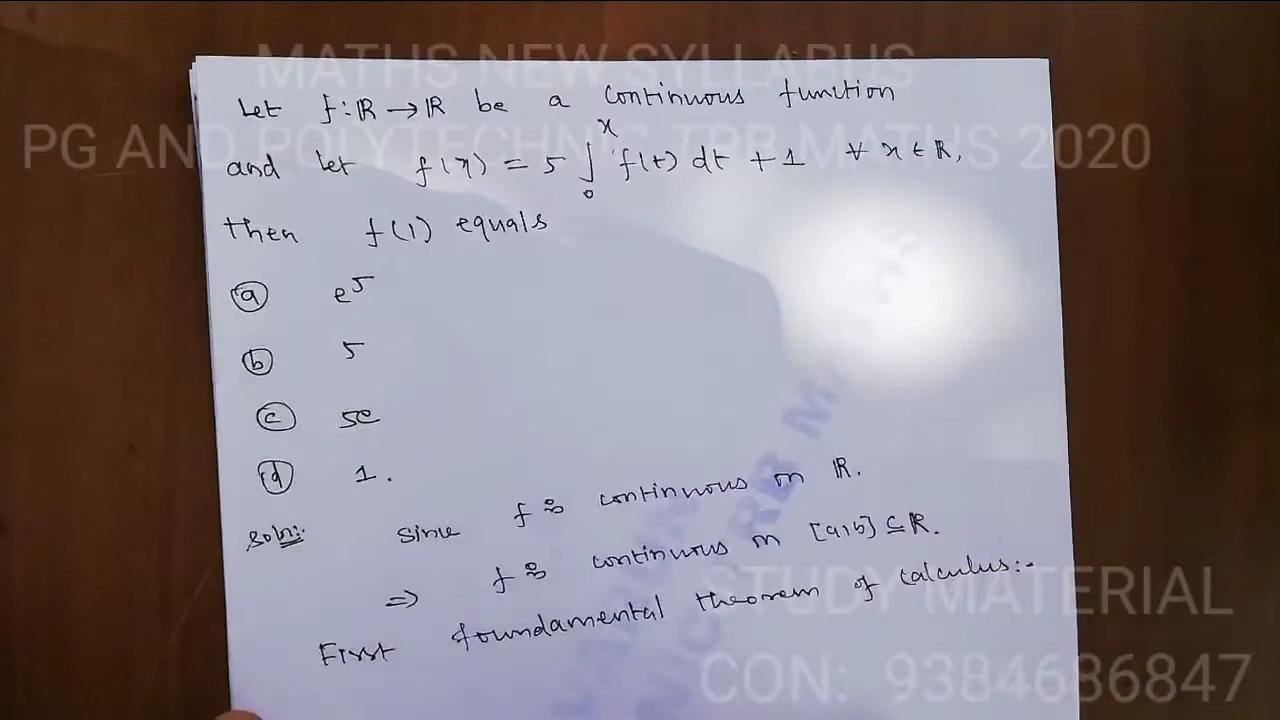 MATHS NEW SYLLABUS
Let f:ℝ→ℝ be a continuous function
PG AND POLYTECHNIC TRB MATHS 2020
and let f(x) = 5 ∫₀ˣ f(t) dt + 1 ∀ x ∈ ℝ,
then f(1) equals
(a) e⁵
(b) 5
(c) 5e
(d) 1.
Soln:- Since f is continuous on ℝ.
⇒ f is continuous on [a,b] ⊆ ℝ.
First foundamental theorem of calculus:-
STUDY MATERIAL
CON: 9384686847